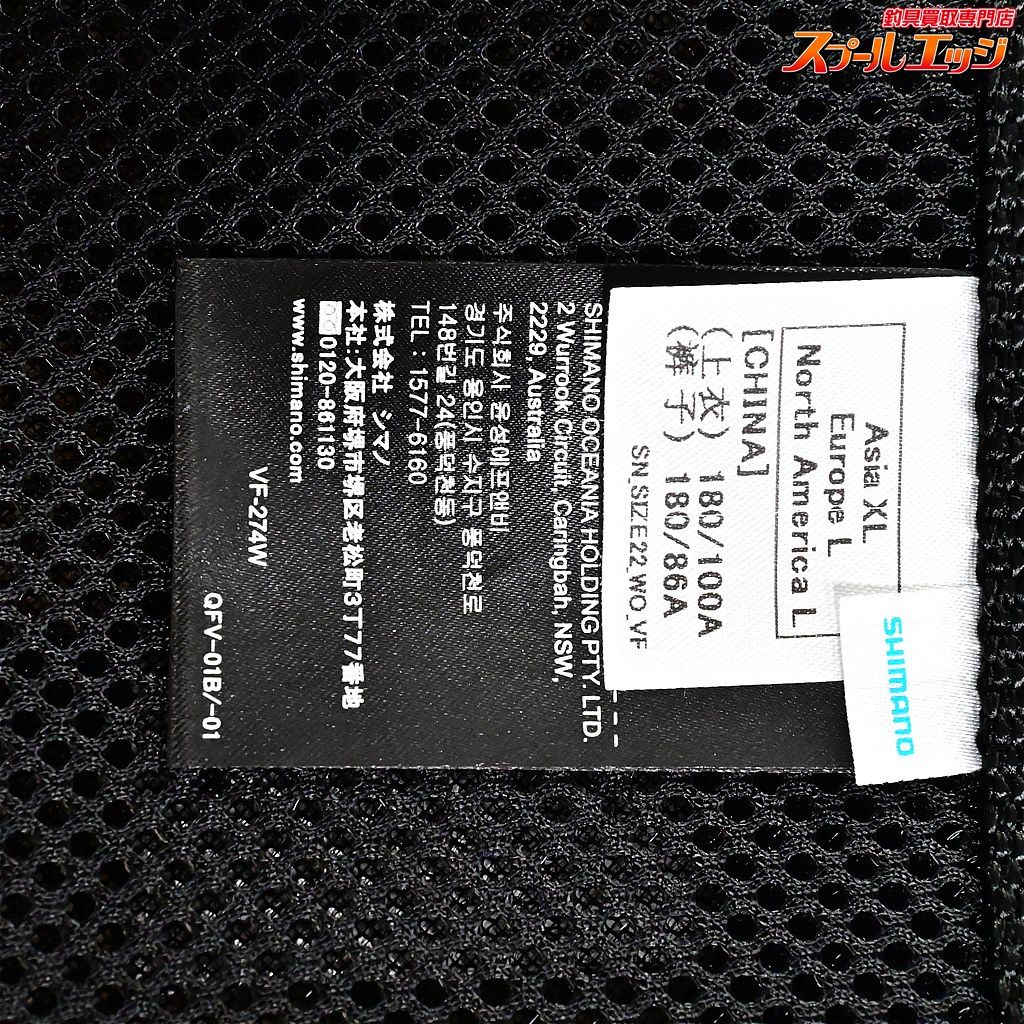 釣具買取専門店
スプールエッジ
Asia XL
Europe L
North America L
[CHINA]
(上衣) 180/100A
(裤子) 180/86A
SN_SIZE22_WO_VF
SHIMANO
SHIMANO OCEANIA HOLDING PTY. LTD.
2 Wurrook Circuit, Caringbah, NSW,
2229, Australia
주식회사 윤성에프앤비
경기도 용인시 수지구 풍덕천로
148번길 24(풍덕천동)
TEL : 1577-6160
株式会社 シマノ
本社:大阪府堺市堺区老松町3丁77番地
0120-861130
www.shimano.com
VF-274W
QFV-01B/-01